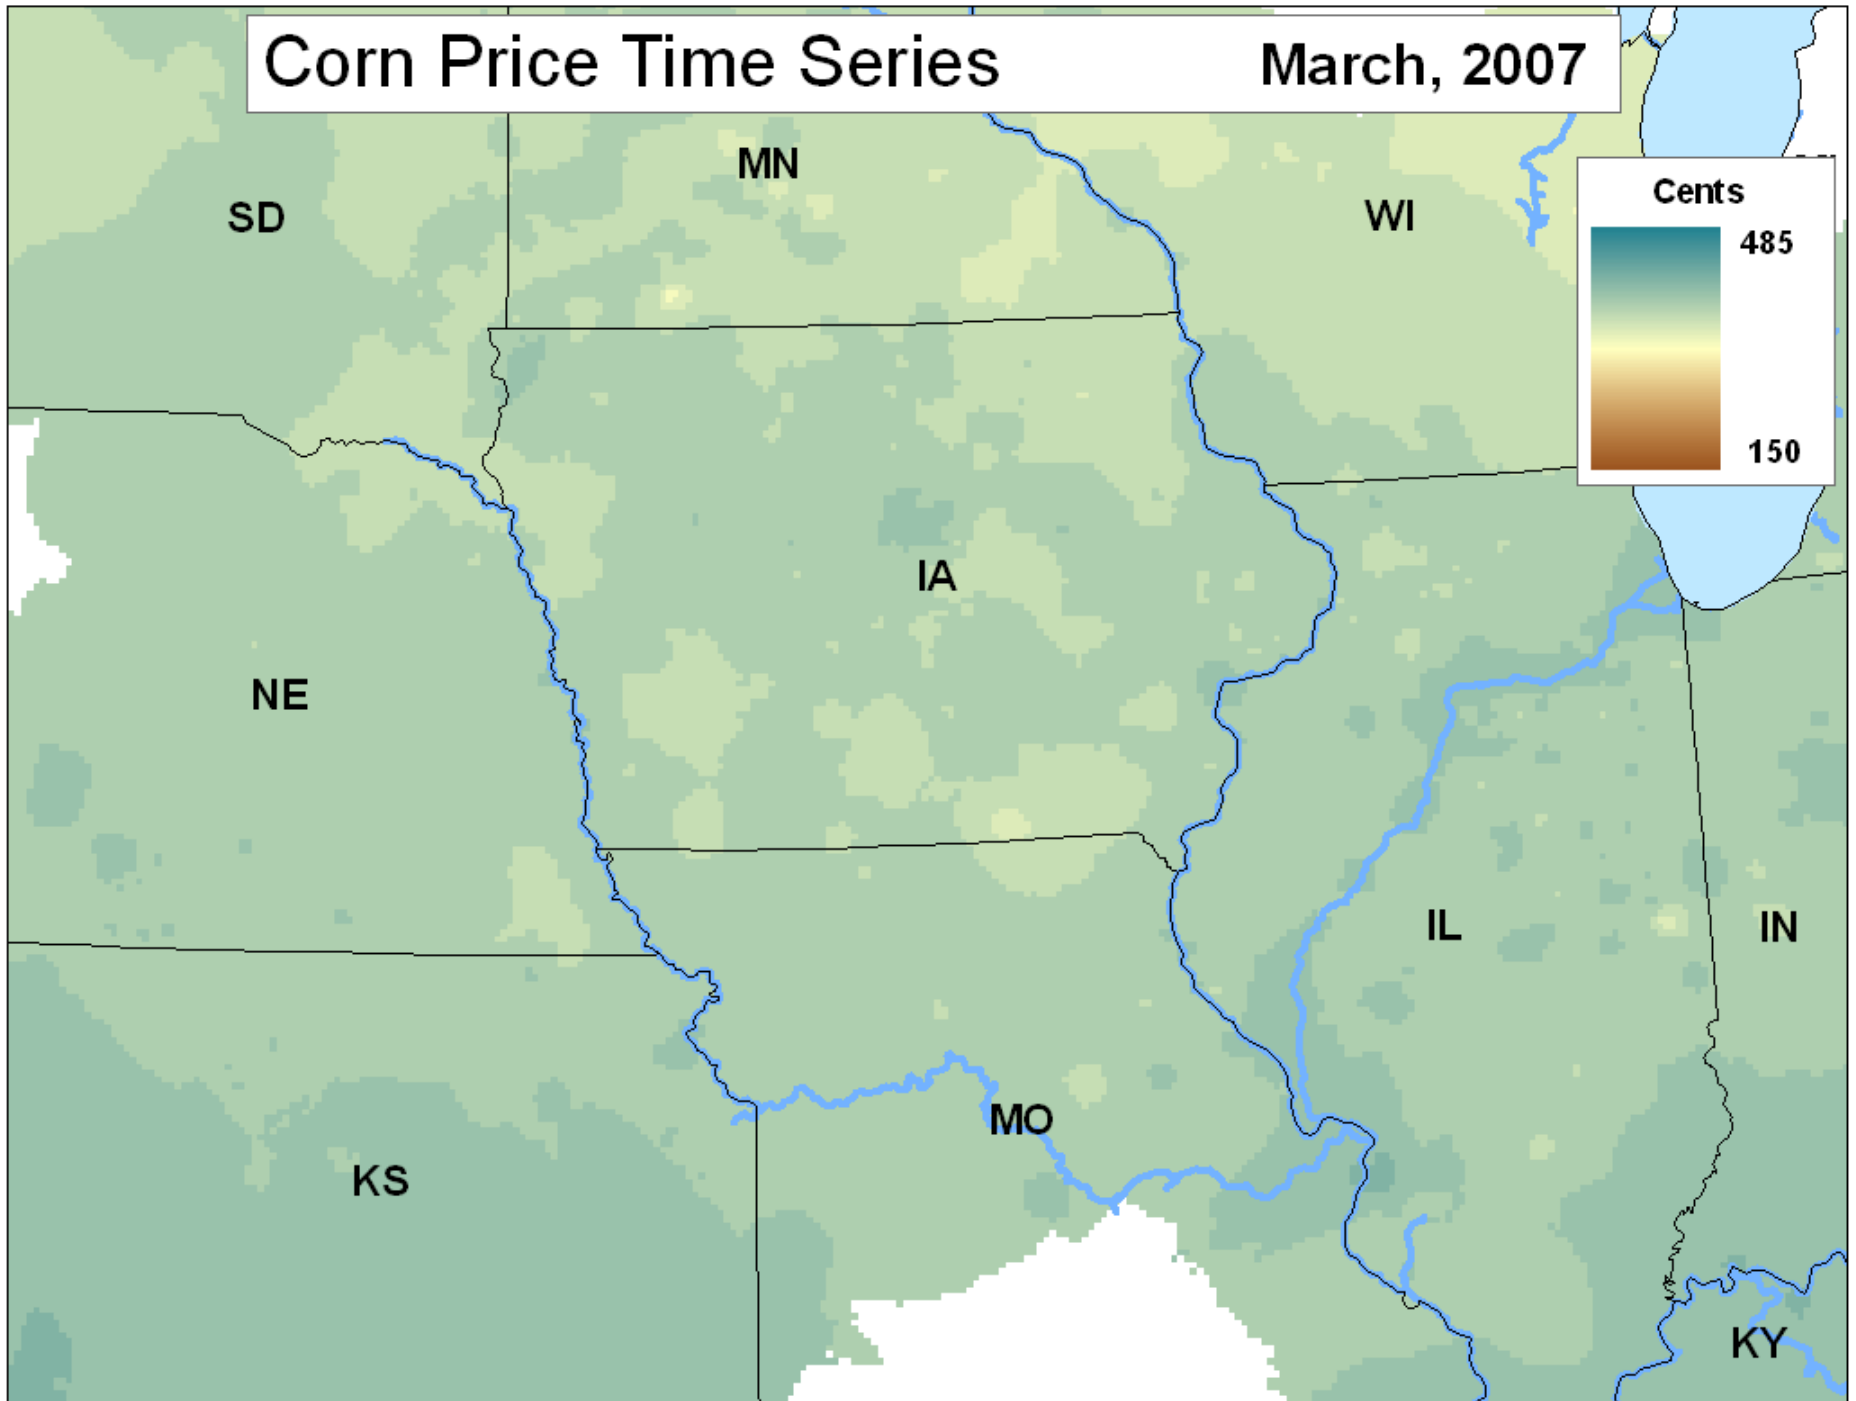 Corn Price Time Series March, 2007
MN
SD
WI
Cents
485
150
IA
NE
IL
IN
MO
KS
KY